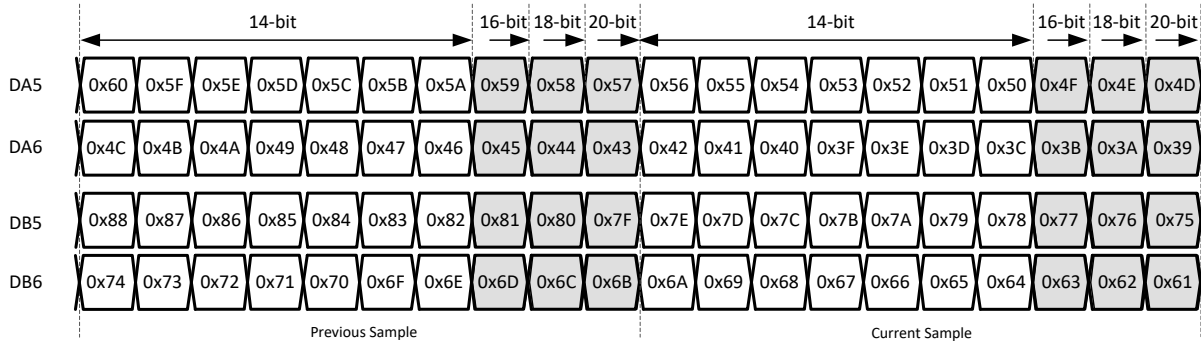 14-bit 16-bit 18-bit 20-bit 14-bit 16-bit 18-bit 20-bit
DA5 0x60 0x5F 0x5E 0x5D 0x5C 0x5B 0x5A 0x59 0x58 0x57 0x56 0x55 0x54 0x53 0x52 0x51 0x50 0x4F 0x4E 0x4D
DA6 0x4C 0x4B 0x4A 0x49 0x48 0x47 0x46 0x45 0x44 0x43 0x42 0x41 0x40 0x3F 0x3E 0x3D 0x3C 0x3B 0x3A 0x39
DB5 0x88 0x87 0x86 0x85 0x84 0x83 0x82 0x81 0x80 0x7F 0x7E 0x7D 0x7C 0x7B 0x7A 0x79 0x78 0x77 0x76 0x75
DB6 0x74 0x73 0x72 0x71 0x70 0x6F 0x6E 0x6D 0x6C 0x6B 0x6A 0x69 0x68 0x67 0x66 0x65 0x64 0x63 0x62 0x61
Previous Sample Current Sample